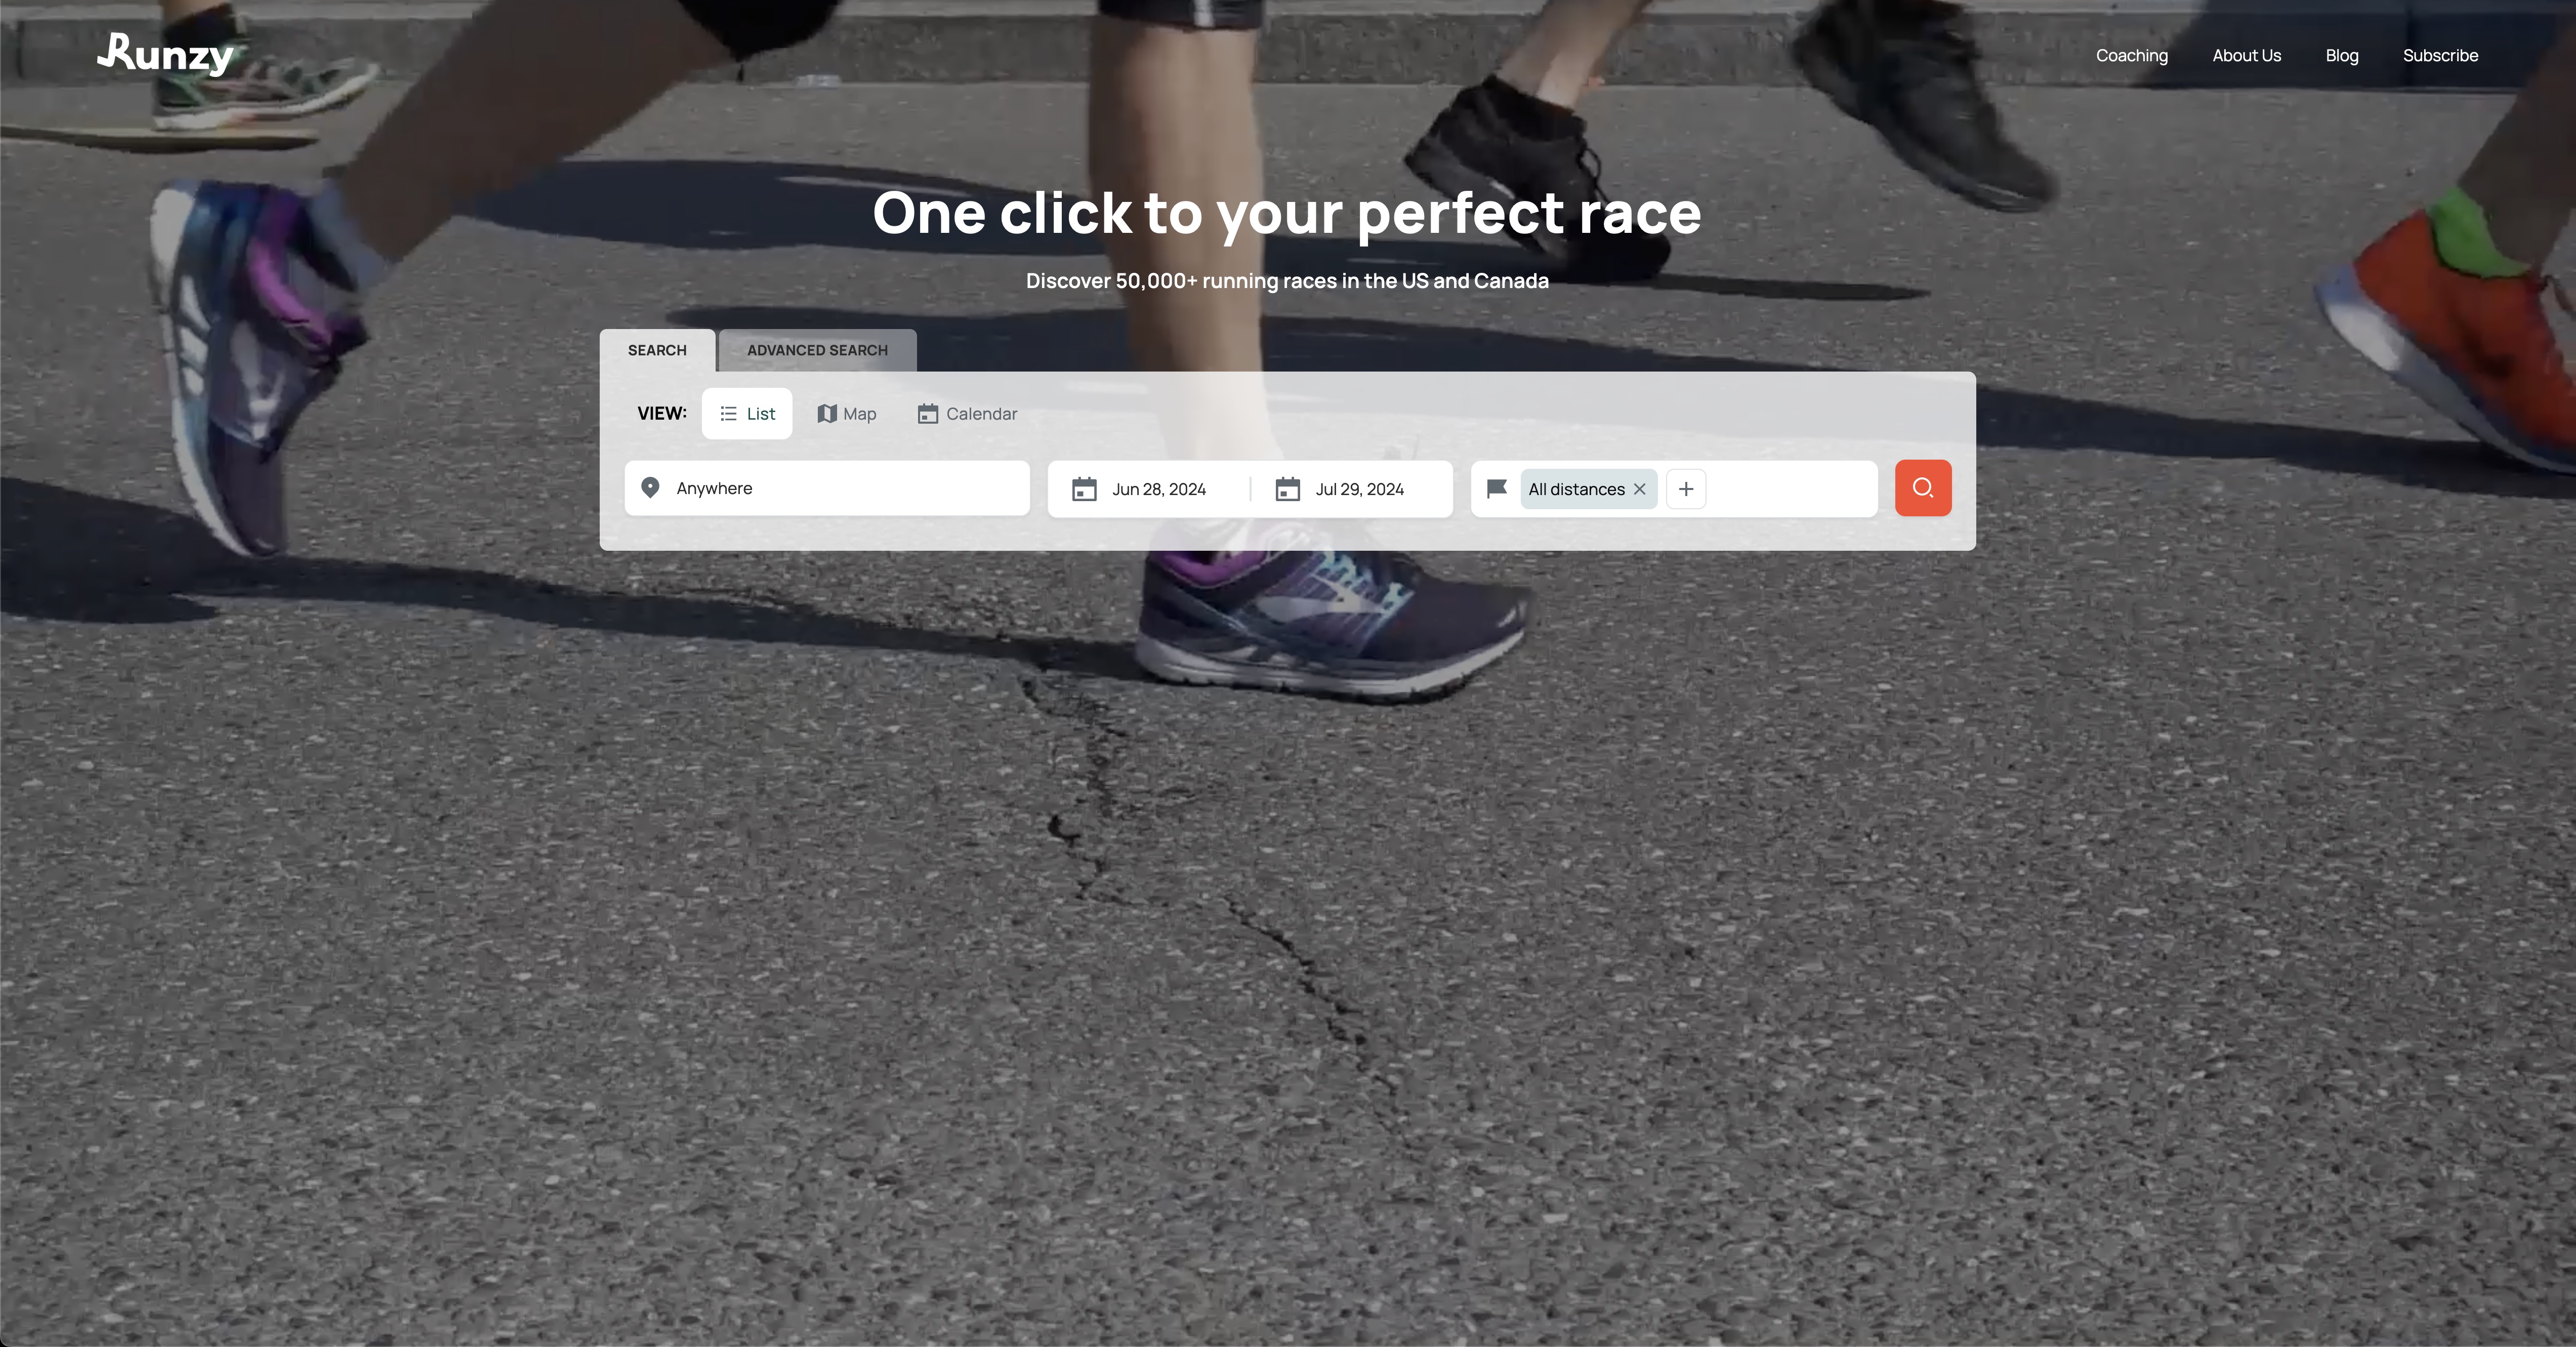 Runzy
Coaching About Us Blog Subscribe
One click to your perfect race
Discover 50,000+ running races in the US and Canada
SEARCH ADVANCED SEARCH
VIEW: List Map Calendar
Anywhere Jun 28, 2024 Jul 29, 2024 All distances